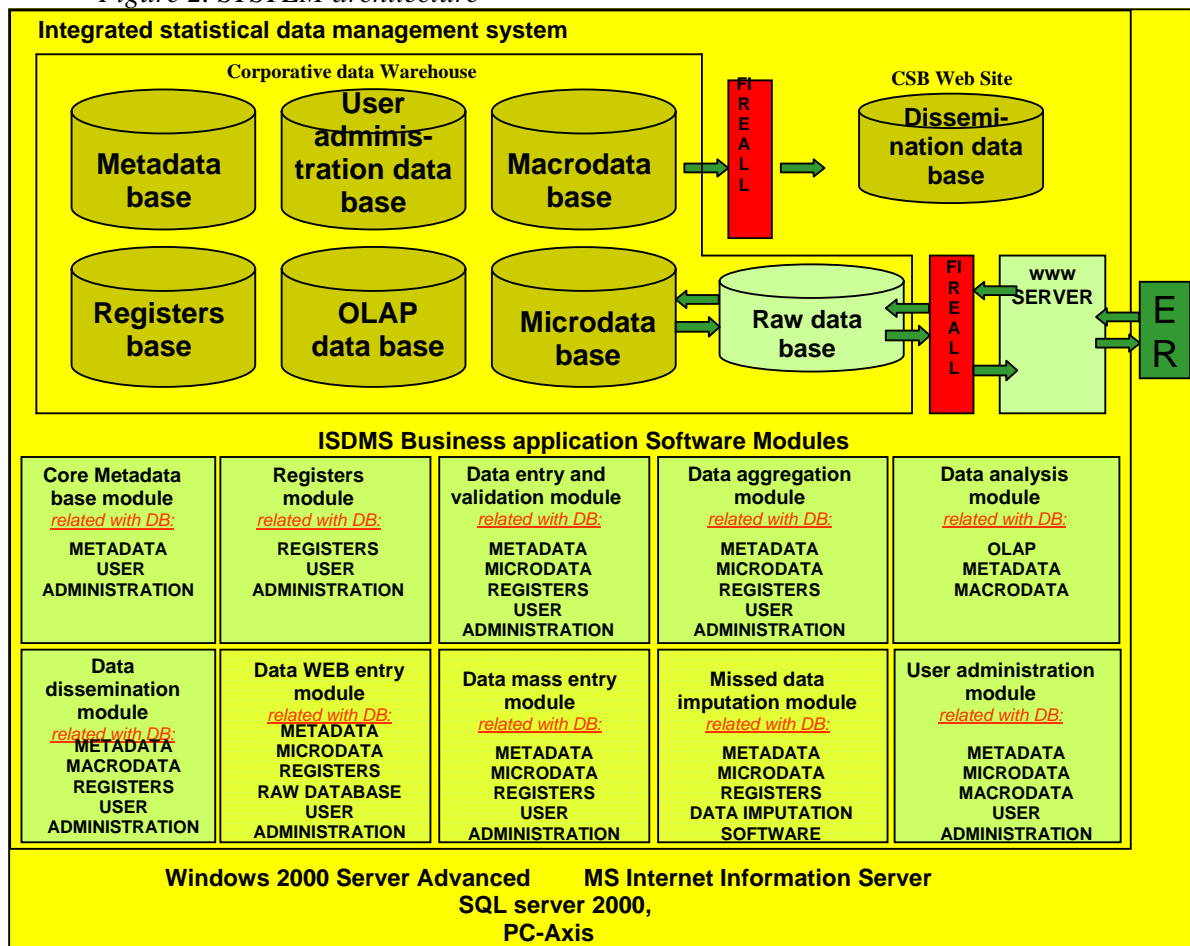 Figure 2. SYSTEM architecture
Integrated statistical data management system
Corporative data Warehouse
CSB Web Site
Metadata
base
User
adminis-
tration data
base
Macrodata
base
FI
R
E
A
L
L
Dissemi-
nation data
base
Registers
base
OLAP
data base
Microdata
base
Raw data
base
FI
R
E
A
L
L
www
SERVER
E
R
ISDMS Business application Software Modules
Core Metadata
base module
related with DB:
METADATA
USER
ADMINISTRATION
Registers
module
related with DB:
REGISTERS
USER
ADMINISTRATION
Data entry and
validation module
related with DB:
METADATA
MICRODATA
REGISTERS
USER
ADMINISTRATION
Data aggregation
module
related with DB:
METADATA
MICRODATA
REGISTERS
USER
ADMINISTRATION
Data analysis
module
related with DB:
OLAP
METADATA
MACRODATA
Data
dissemination
module
related with DB:
METADATA
MACRODATA
REGISTERS
USER
ADMINISTRATION
Data WEB entry
module
related with DB:
METADATA
MICRODATA
REGISTERS
RAW DATABASE
USER
ADMINISTRATION
Data mass entry
module
related with DB:
METADATA
MICRODATA
REGISTERS
USER
ADMINISTRATION
Missed data
imputation module
related with DB:
METADATA
MICRODATA
REGISTERS
DATA IMPUTATION
SOFTWARE
User administration
module
related with DB:
METADATA
MICRODATA
MACRODATA
USER
ADMINISTRATION
Windows 2000 Server Advanced MS Internet Information Server
SQL server 2000,
PC-Axis